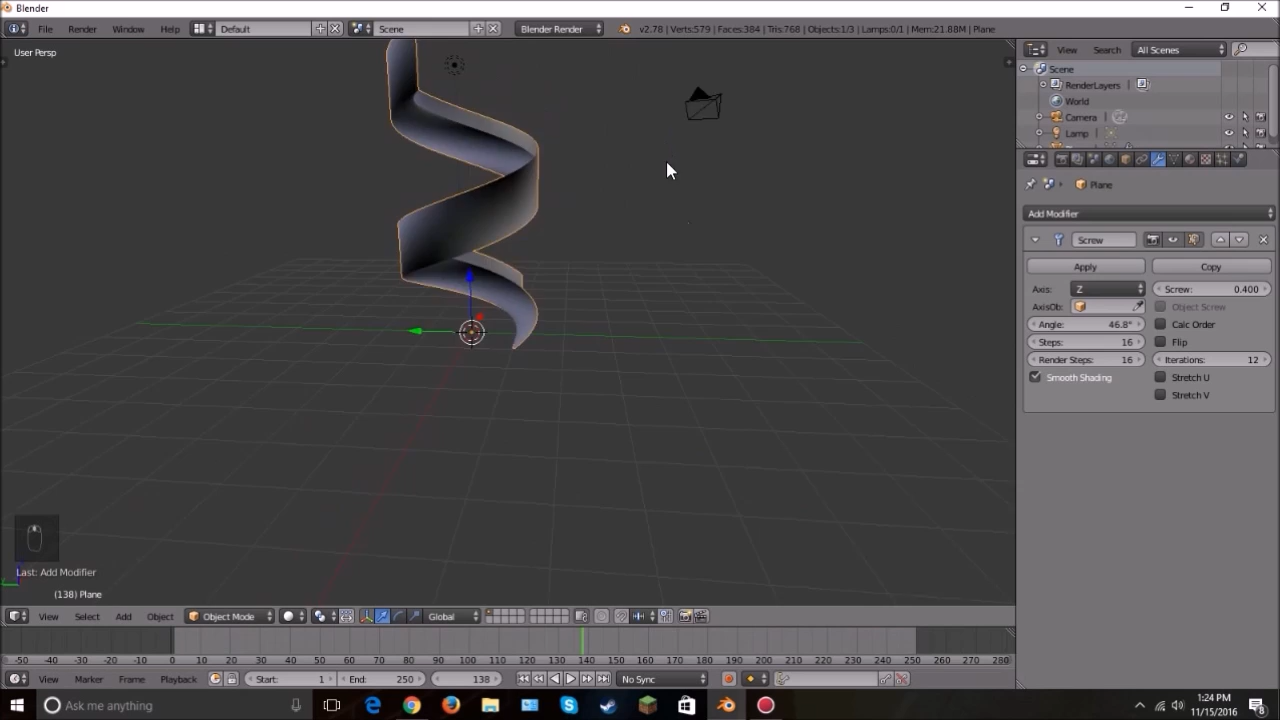 Blender
File Render Window Help Default Scene Blender Render v2.78 | Verts:579 | Faces:384 | Tris:768 | Objects:1/3 | Lamps:0/1 | Mem:21.88M | Plane
User Persp
View Search All Scenes
Scene
RenderLayers
World
Camera
Lamp
Plane
Add Modifier
Screw
Apply Copy
Axis: Z Screw: 0.400
AxisOb: Object Screw
Angle: 46.8° Calc Order
Steps: 16 Flip
Render Steps: 16 Iterations: 12
Smooth Shading Stretch U
Stretch V
Last: Add Modifier
(138) Plane
View Select Add Object Object Mode Global
-50 -40 -30 -20 -10 0 10 20 30 40 50 60 70 80 90 100 110 120 130 140 150 160 170 180 190 200 210 220 230 240 250 260 270 280
View Marker Frame Playback Start: 1 End: 250 138 No Sync
Ask me anything
1:24 PM
11/15/2016
8